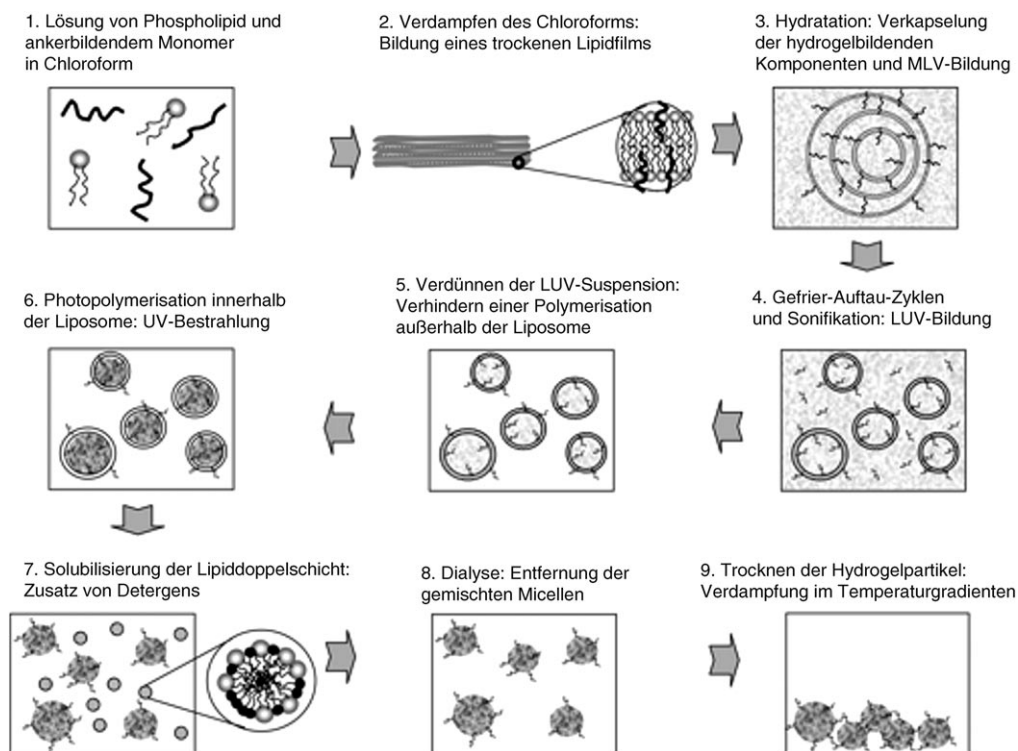 1. Lösung von Phospholipid und
ankerbildendem Monomer
in Chloroform
2. Verdampfen des Chloroforms:
Bildung eines trockenen Lipidfilms
3. Hydratation: Verkapselung
der hydrogelbildenden
Komponenten und MLV-Bildung
4. Gefrier-Auftau-Zyklen
und Sonifikation: LUV-Bildung
5. Verdünnen der LUV-Suspension:
Verhindern einer Polymerisation
außerhalb der Liposome
6. Photopolymerisation innerhalb
der Liposome: UV-Bestrahlung
7. Solubilisierung der Lipiddoppelschicht:
Zusatz von Detergens
8. Dialyse: Entfernung der
gemischten Micellen
9. Trocknen der Hydrogelpartikel:
Verdampfung im Temperaturgradienten